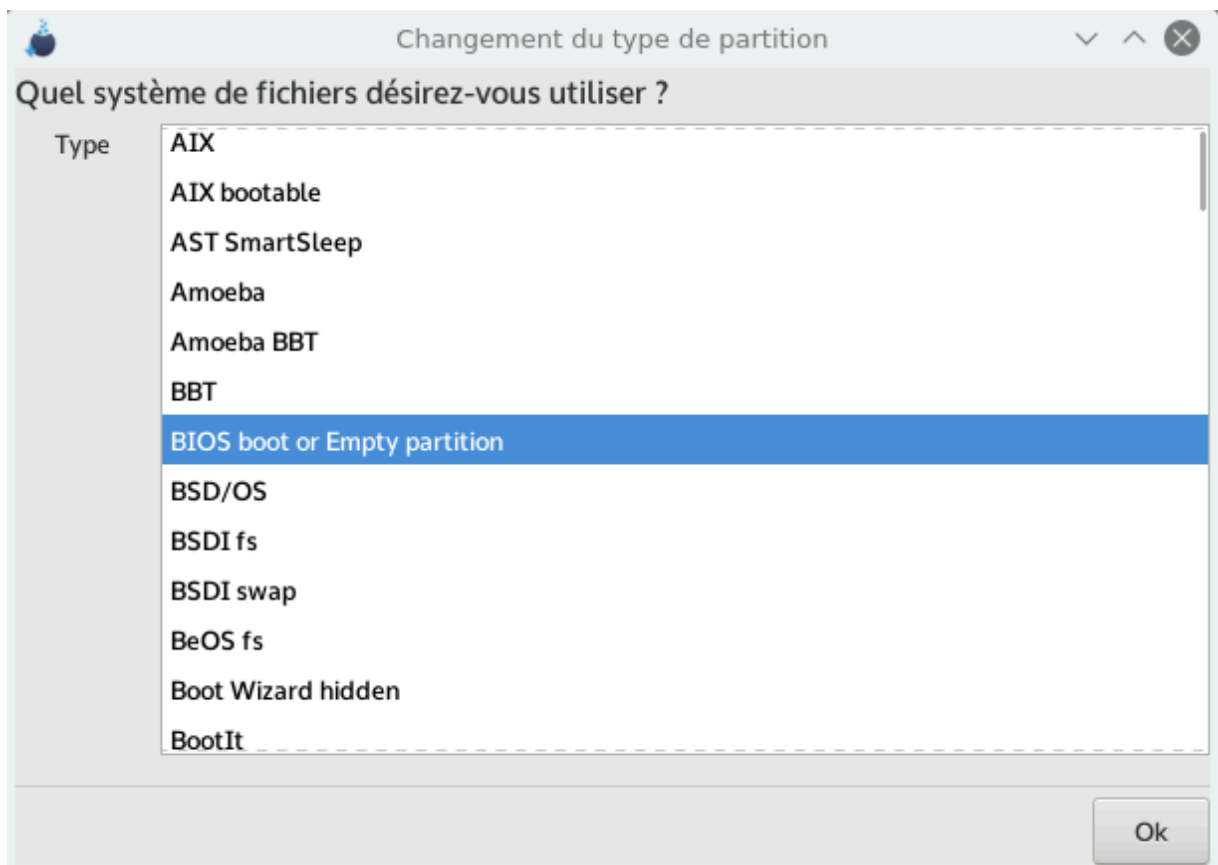 Changement du type de partition
Quel système de fichiers désirez-vous utiliser ?
Type
AIX
AIX bootable
AST SmartSleep
Amoeba
Amoeba BBT
BBT
BIOS boot or Empty partition
BSD/OS
BSDI fs
BSDI swap
BeOS fs
Boot Wizard hidden
BootIt
Ok